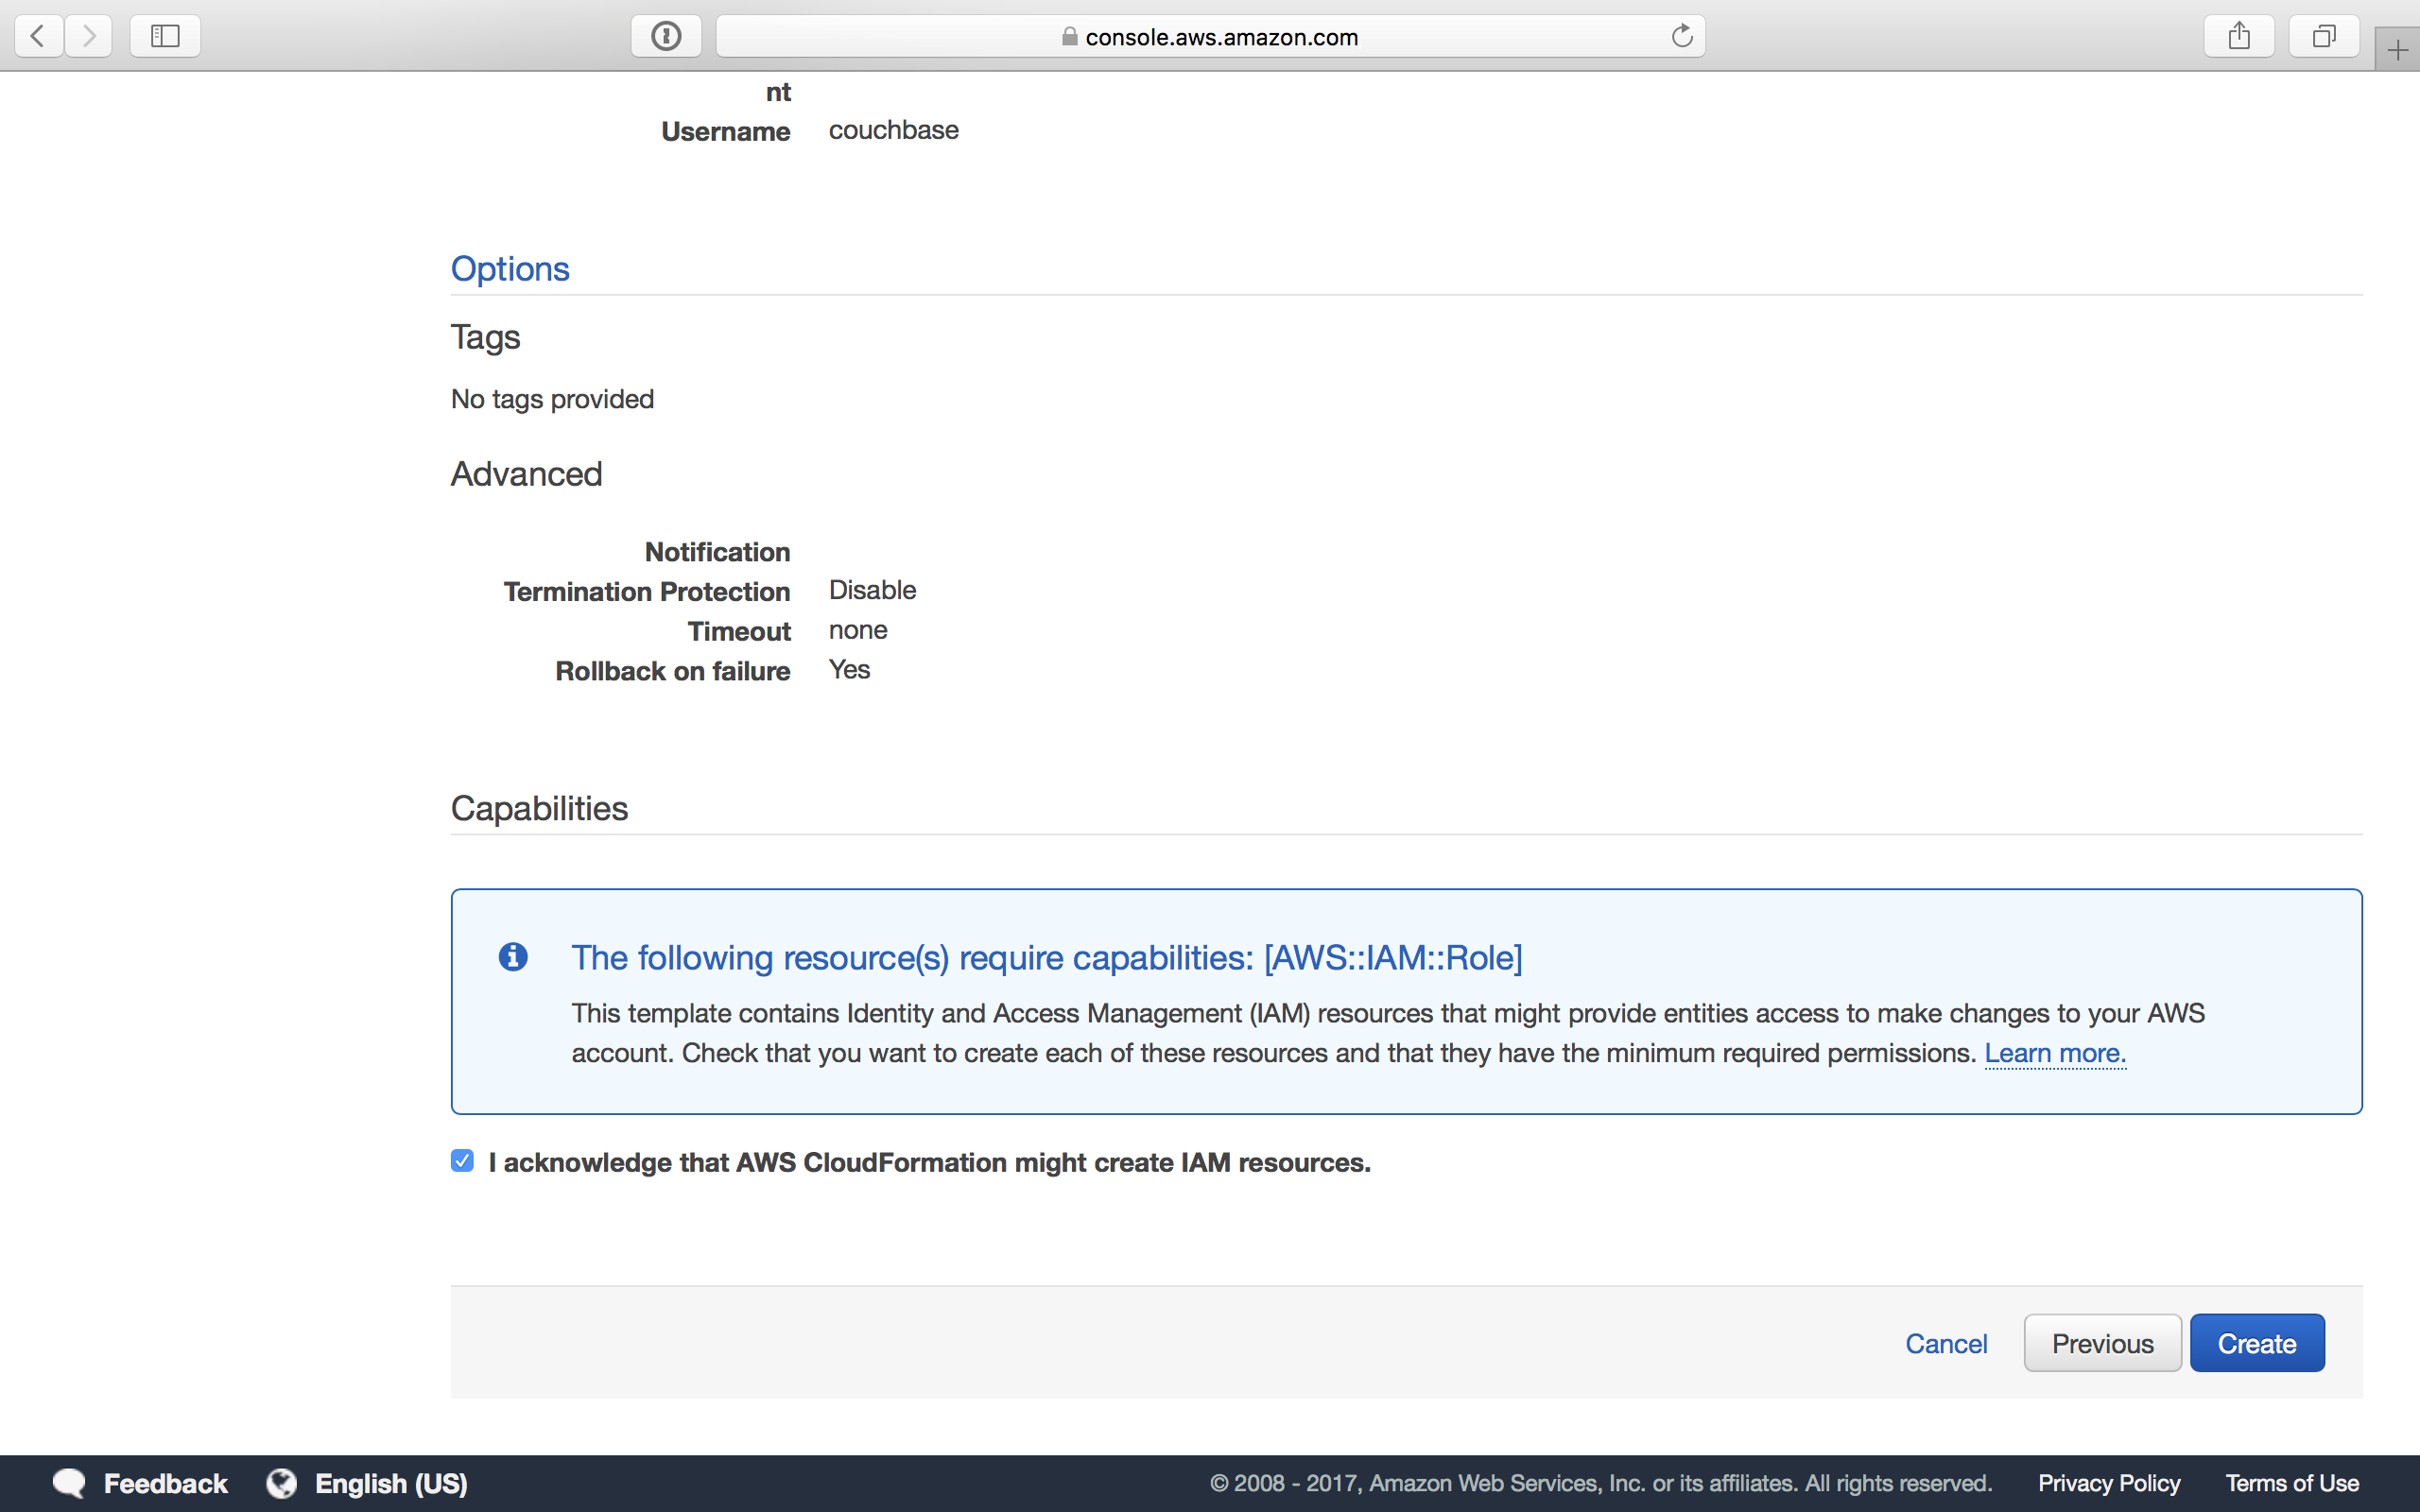 console.aws.amazon.com
nt
Username couchbase
Options
Tags
No tags provided
Advanced
Notification
Termination Protection Disable
Timeout none
Rollback on failure Yes
Capabilities
The following resource(s) require capabilities: [AWS::IAM::Role]
This template contains Identity and Access Management (IAM) resources that might provide entities access to make changes to your AWS
account. Check that you want to create each of these resources and that they have the minimum required permissions. Learn more.
I acknowledge that AWS CloudFormation might create IAM resources.
Cancel Previous Create
Feedback English (US) © 2008 - 2017, Amazon Web Services, Inc. or its affiliates. All rights reserved. Privacy Policy Terms of Use